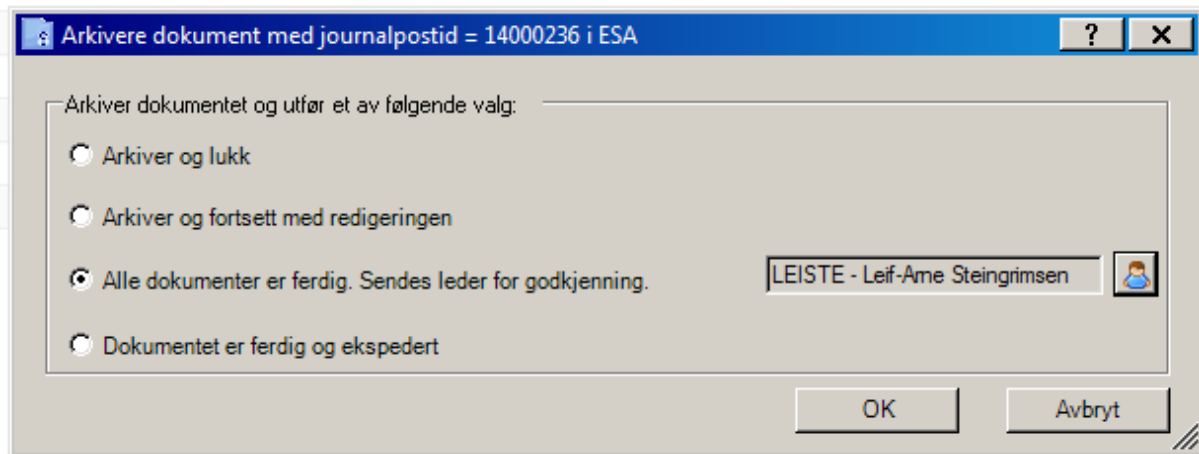 Arkivere dokument med journalpostid = 14000236 i ESA
Arkiver dokumentet og utfør et av følgende valg:
Arkiver og lukk
Arkiver og fortsett med redigeringen
Alle dokumenter er ferdig. Sendes leder for godkjenning. LEISTE - Leif-Arne Steingrimsen
Dokumentet er ferdig og ekspedert
OK Avbryt